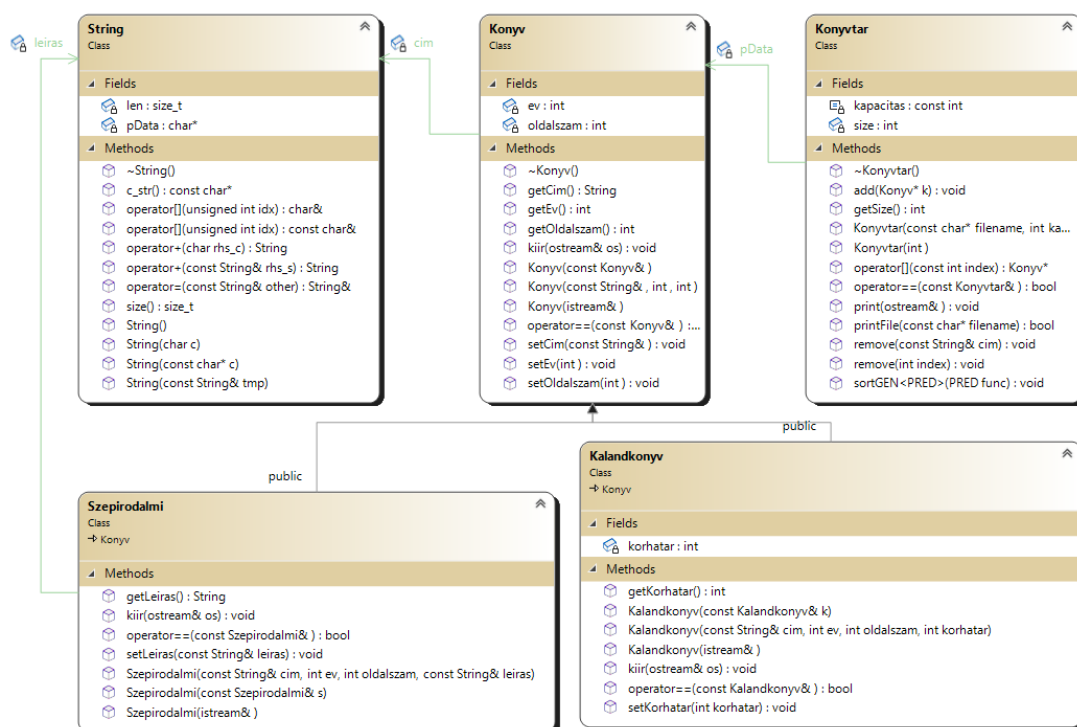 leiras
String
Class
Fields
len : size_t
pData : char*
Methods
~String()
c_str() : const char*
operator[](unsigned int idx) : char&
operator[](unsigned int idx) : const char&
operator+(char rhs_c) : String
operator+(const String& rhs_s) : String
operator=(const String& other) : String&
size() : size_t
String()
String(char c)
String(const char* c)
String(const String& tmp)
cim
Konyv
Class
Fields
ev : int
oldalszam : int
Methods
~Konyv()
getCim() : String
getEv() : int
getOldalszam() : int
kiir(ostream& os) : void
Konyv(const Konyv& )
Konyv(const String& , int , int )
Konyv(istream& )
operator==(const Konyv& ) :...
setCim(const String& ) : void
setEv(int ) : void
setOldalszam(int ) : void
pData
Konyvtar
Class
Fields
kapacitas : const int
size : int
Methods
~Konyvtar()
add(Konyv* k) : void
getSize() : int
Konyvtar(const char* filename, int ka...
Konyvtar(int )
operator[](const int index) : Konyv*
operator==(const Konyvtar& ) : bool
print(ostream& ) : void
printFile(const char* filename) : bool
remove(const String& cim) : void
remove(int index) : void
sortGEN<PRED>(PRED func) : void
public
public
Szepirodalmi
Class
Konyv
Methods
getLeiras() : String
kiir(ostream& os) : void
operator==(const Szepirodalmi& ) : bool
setLeiras(const String& leiras) : void
Szepirodalmi(const String& cim, int ev, int oldalszam, const String& leiras)
Szepirodalmi(const Szepirodalmi& s)
Szepirodalmi(istream& )
Kalandkonyv
Class
Konyv
Fields
korhatar : int
Methods
getKorhatar() : int
Kalandkonyv(const Kalandkonyv& k)
Kalandkonyv(const String& cim, int ev, int oldalszam, int korhatar)
Kalandkonyv(istream& )
kiir(ostream& os) : void
operator==(const Kalandkonyv& ) : bool
setKorhatar(int korhatar) : void